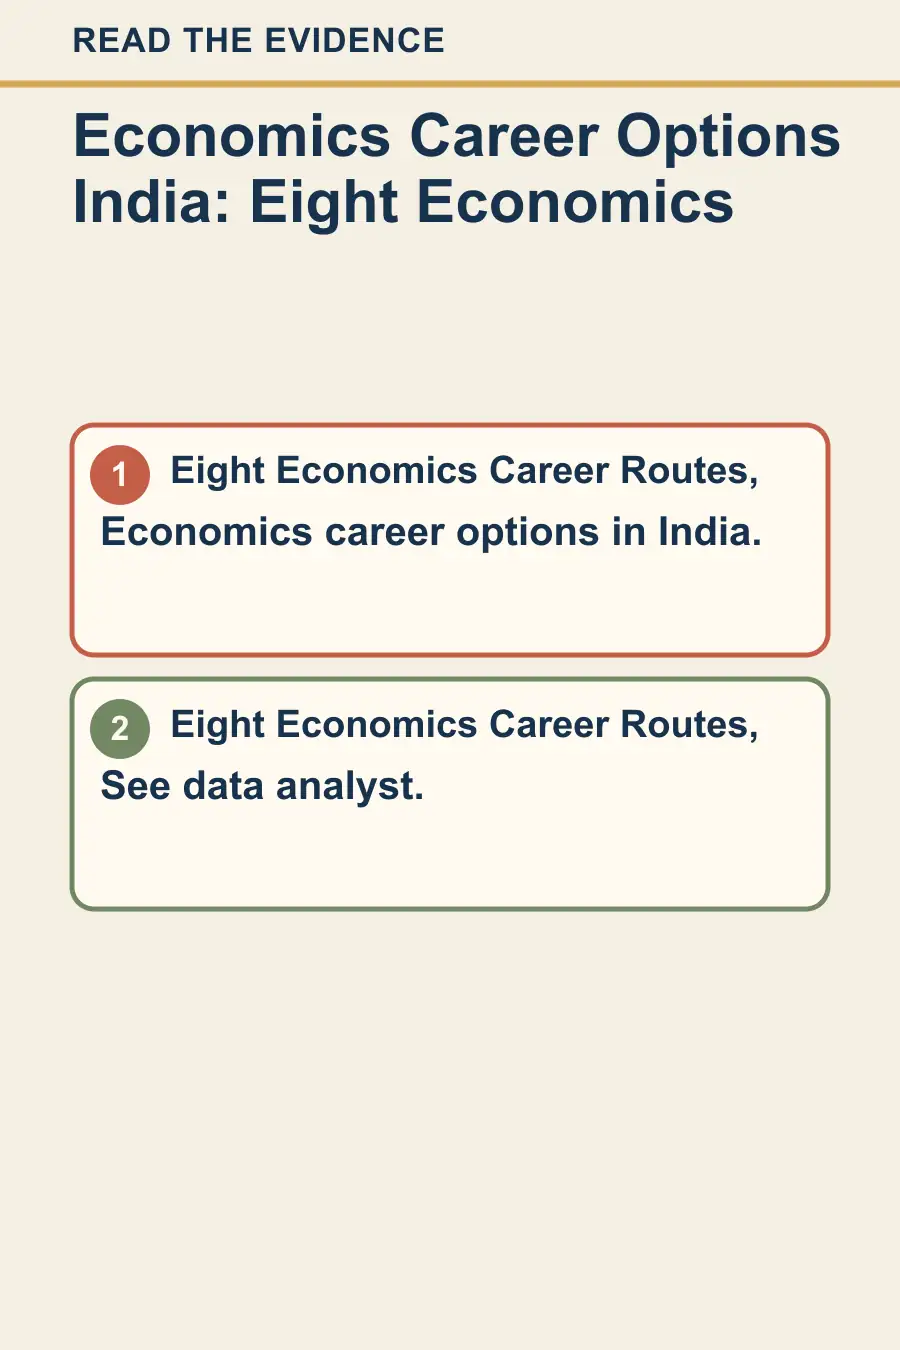 READ THE EVIDENCE
Economics Career Options
India: Eight Economics
1 Eight Economics Career Routes,
Economics career options in India.
2 Eight Economics Career Routes,
See data analyst.